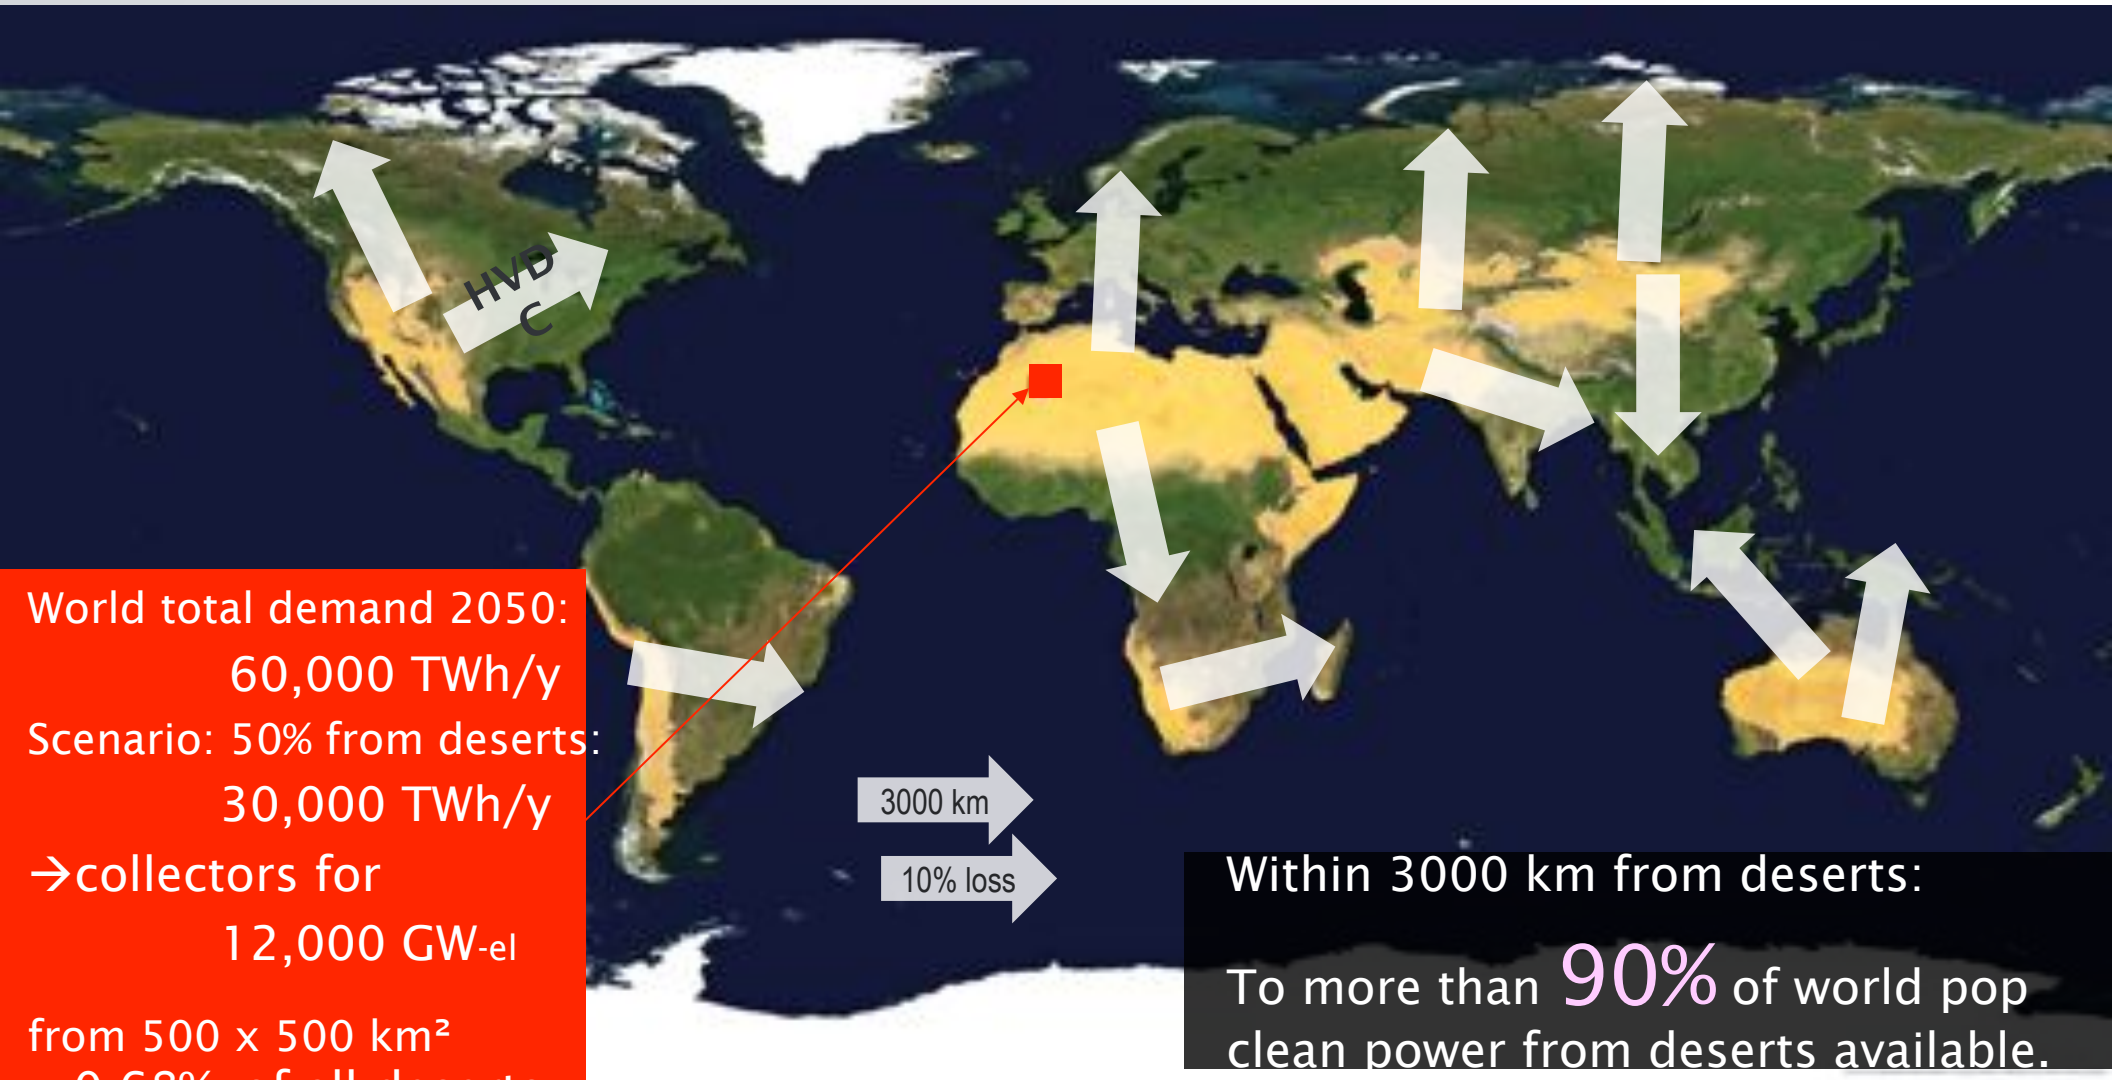 HVD
C
World total demand 2050:
60,000 TWh/y
Scenario: 50% from deserts:
30,000 TWh/y
→collectors for
12,000 GW-el
from 500 x 500 km²
3000 km
10% loss
Within 3000 km from deserts:
To more than 90% of world pop
clean power from deserts available.